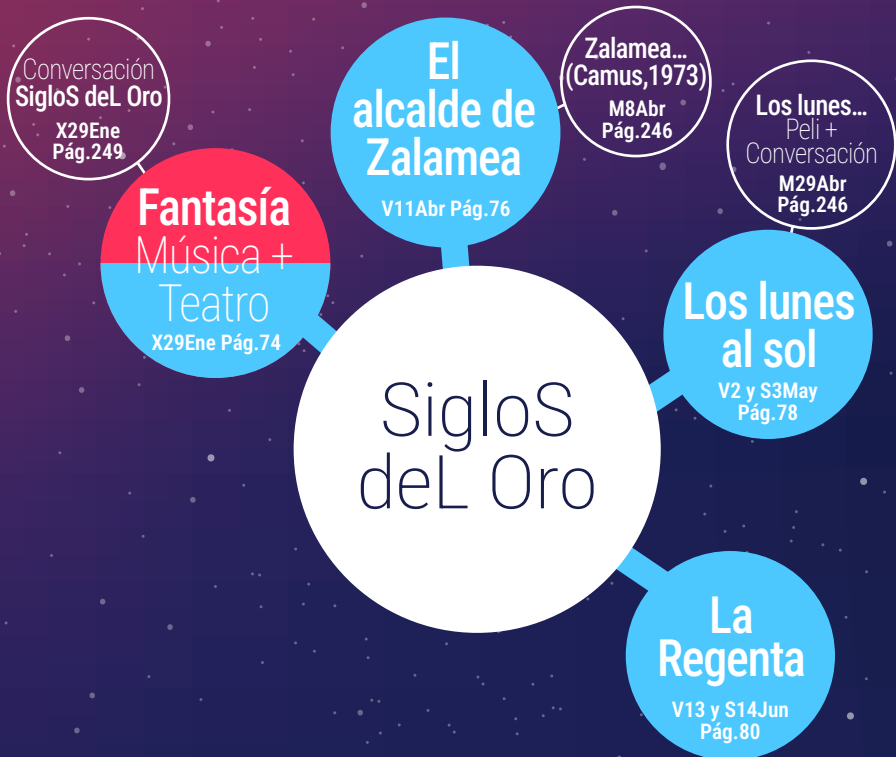 Conversación
SigloS deL Oro
X29Ene
Pág.249
Fantasía
Música +
Teatro
X29Ene Pág.74
El
alcalde de
Zalamea
V11Abr Pág.76
Zalamea...
(Camus,1973)
M8Abr
Pág.246
Los lunes...
Peli +
Conversación
M29Abr
Pág.246
Los lunes
al sol
V2 y S3May
Pág.78
SigloS
deL Oro
La
Regenta
V13 y S14Jun
Pág.80